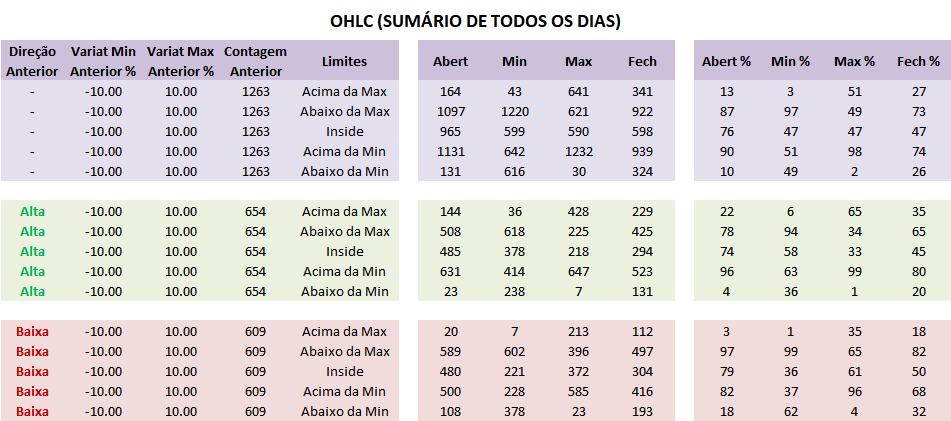 OHLC (SUMÁRIO DE TODOS OS DIAS)
Direção Anterior Variat Min Anterior % Variat Max Anterior % Contagem Anterior Limites Abert Min Max Fech Abert % Min % Max % Fech %
- -10.00 10.00 1263 Acima da Max 164 43 641 341 13 3 51 27
- -10.00 10.00 1263 Abaixo da Max 1097 1220 621 922 87 97 49 73
- -10.00 10.00 1263 Inside 965 599 590 598 76 47 47 47
- -10.00 10.00 1263 Acima da Min 1131 642 1232 939 90 51 98 74
- -10.00 10.00 1263 Abaixo da Min 131 616 30 324 10 49 2 26
Alta -10.00 10.00 654 Acima da Max 144 36 428 229 22 6 65 35
Alta -10.00 10.00 654 Abaixo da Max 508 618 225 425 78 94 34 65
Alta -10.00 10.00 654 Inside 485 378 218 294 74 58 33 45
Alta -10.00 10.00 654 Acima da Min 631 414 647 523 96 63 99 80
Alta -10.00 10.00 654 Abaixo da Min 23 238 7 131 4 36 1 20
Baixa -10.00 10.00 609 Acima da Max 20 7 213 112 3 1 35 18
Baixa -10.00 10.00 609 Abaixo da Max 589 602 396 497 97 99 65 82
Baixa -10.00 10.00 609 Inside 480 221 372 304 79 36 61 50
Baixa -10.00 10.00 609 Acima da Min 500 228 585 416 82 37 96 68
Baixa -10.00 10.00 609 Abaixo da Min 108 378 23 193 18 62 4 32